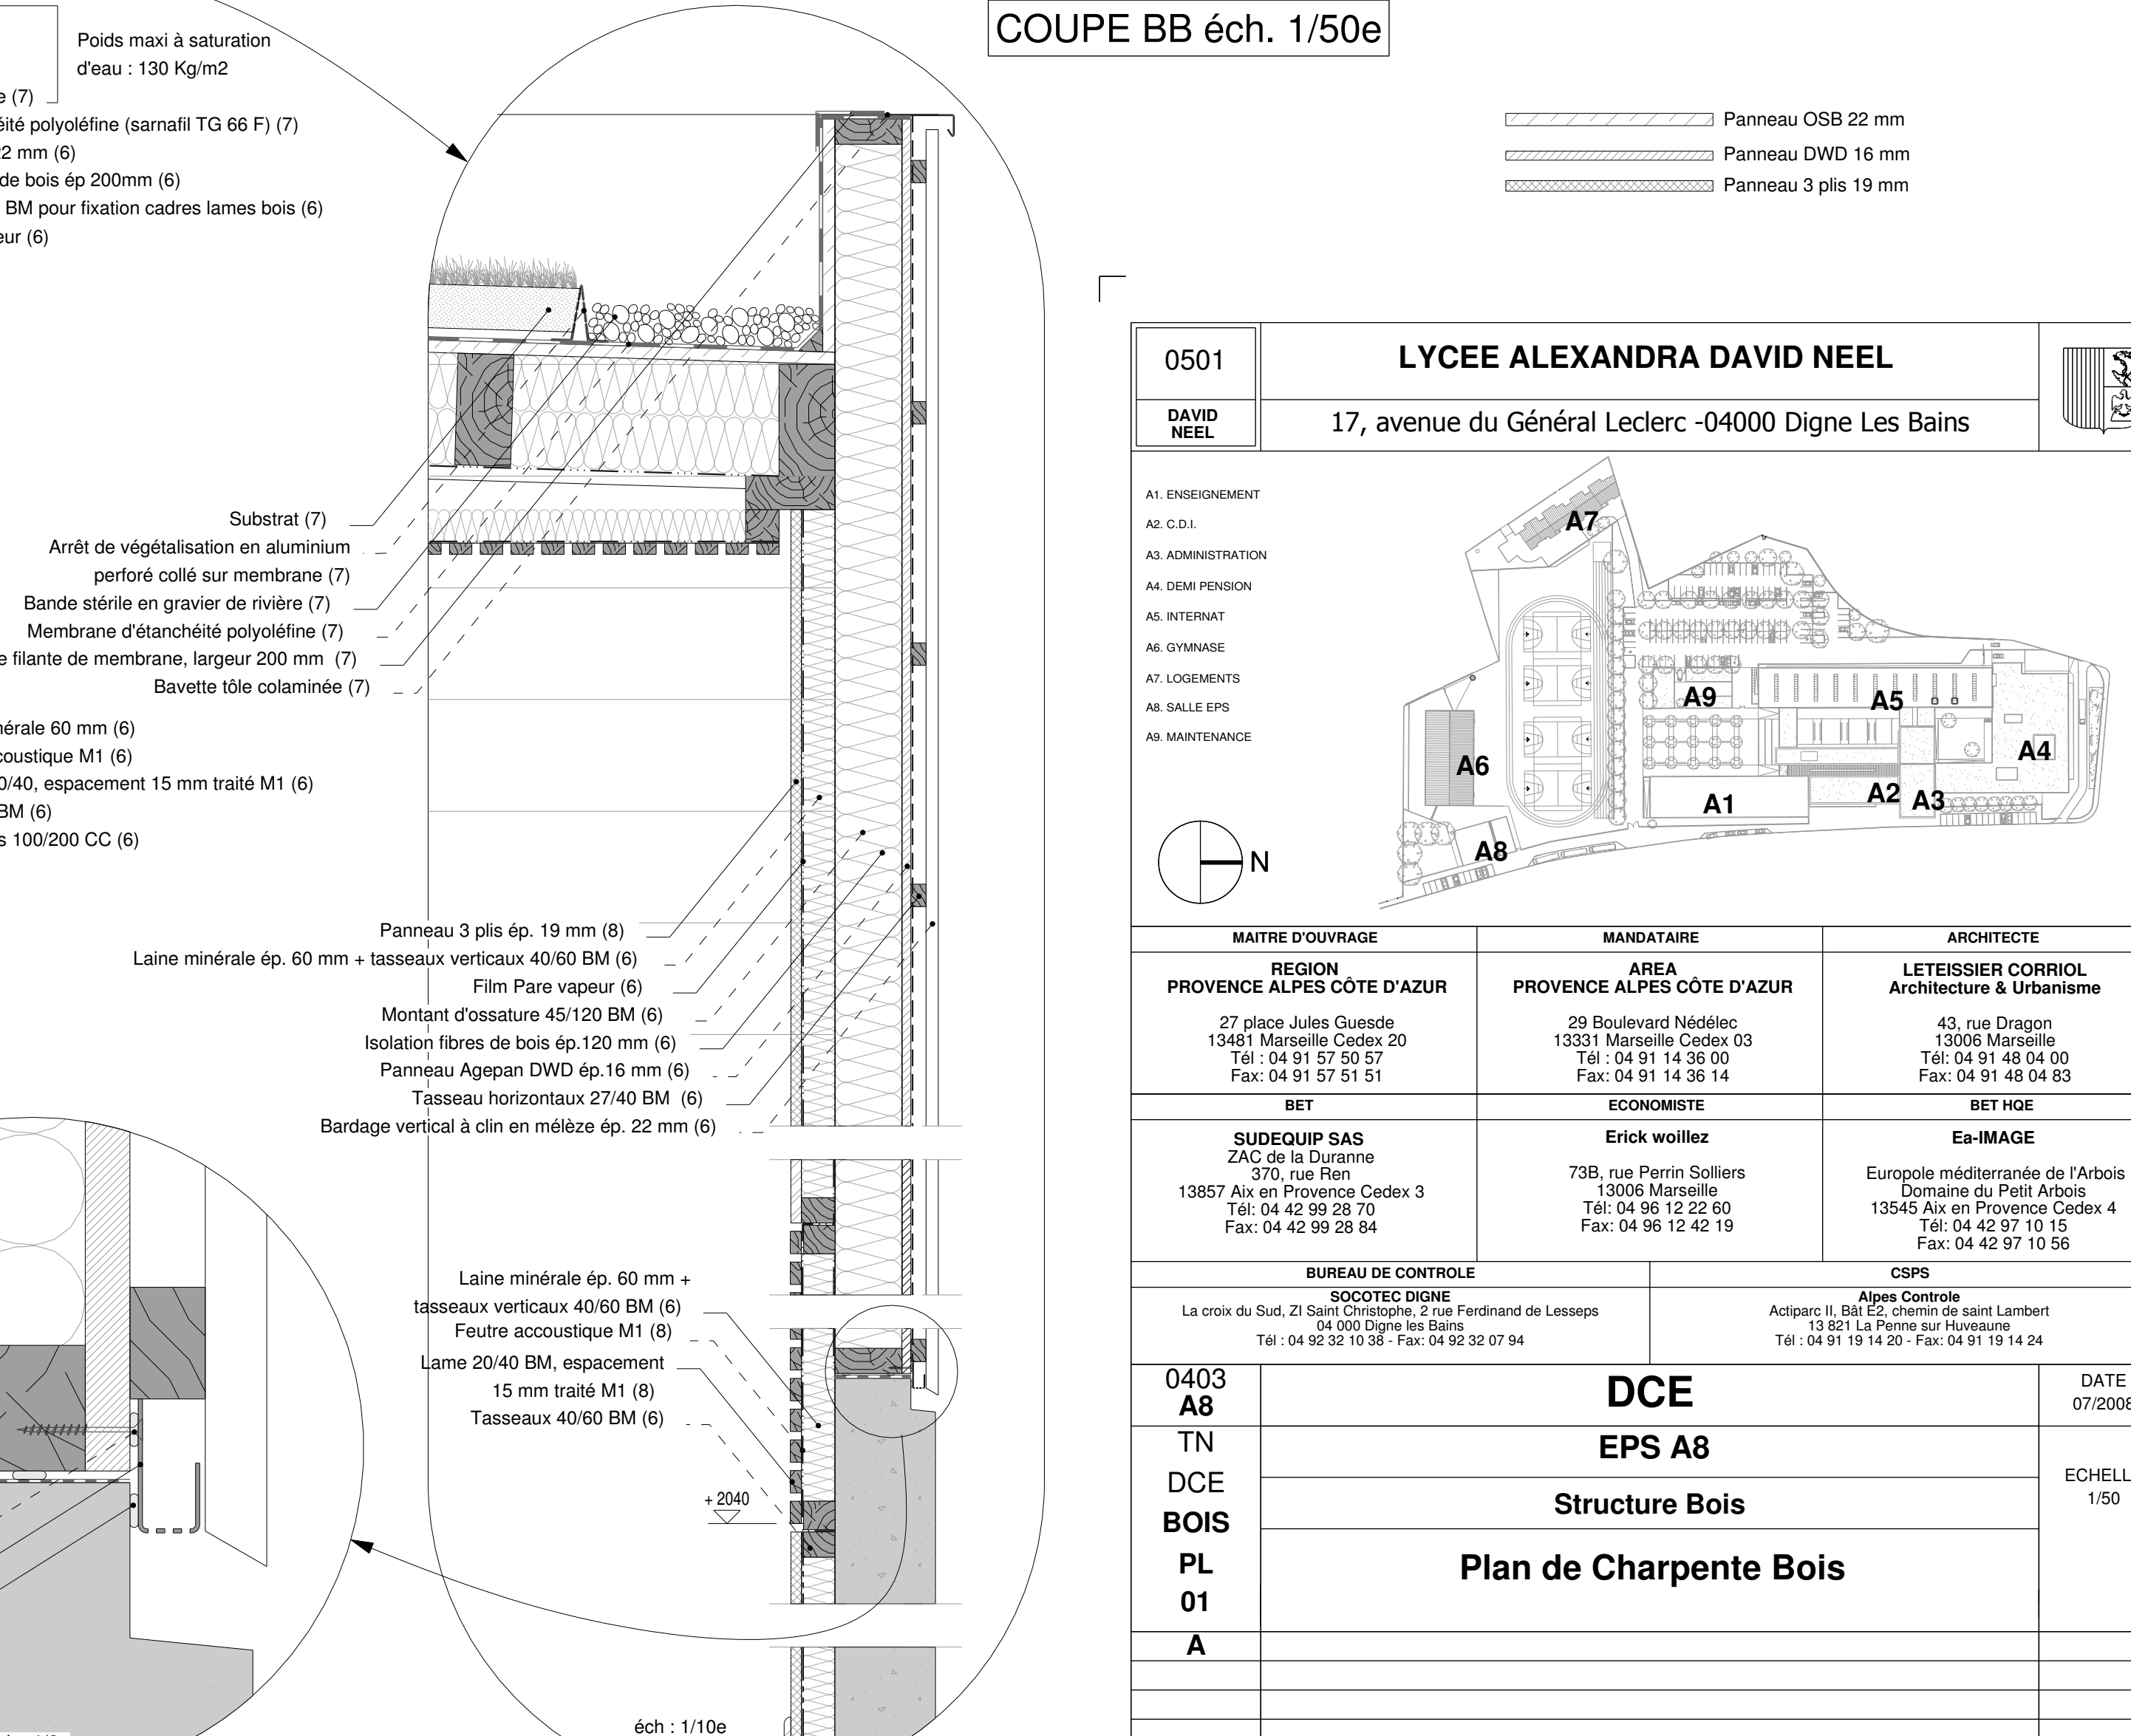 COUPE BB éch. 1/50e
Poids maxi à saturation
d'eau : 130 Kg/m2
(7)
polyoléfine (sarnafil TG 66 F) (7)
mm (6)
de bois ép 200mm (6)
BM pour fixation cadres lames bois (6)
(6)
Panneau OSB 22 mm
Panneau DWD 16 mm
Panneau 3 plis 19 mm
Substrat (7)
Arrêt de végétalisation en aluminium
perforé collé sur membrane (7)
Bande stérile en gravier de rivière (7)
Membrane d'étanchéité polyoléfine (7)
filante de membrane, largeur 200 mm (7)
Bavette tôle colaminée (7)
60 mm (6)
M1 (6)
espacement 15 mm traité M1 (6)
BM (6)
100/200 CC (6)
Panneau 3 plis ép. 19 mm (8)
Laine minérale ép. 60 mm + tasseaux verticaux 40/60 BM (6)
Film Pare vapeur (6)
Montant d'ossature 45/120 BM (6)
Isolation fibres de bois ép.120 mm (6)
Panneau Agepan DWD ép.16 mm (6)
Tasseau horizontaux 27/40 BM (6)
Bardage vertical à clin en mélèze ép. 22 mm (6)
Laine minérale ép. 60 mm +
tasseaux verticaux 40/60 BM (6)
Feutre accoustique M1 (8)
Lame 20/40 BM, espacement
15 mm traité M1 (8)
Tasseaux 40/60 BM (6)
+ 2040
éch : 1/10e
0501
DAVID
NEEL
LYCEE ALEXANDRA DAVID NEEL
17, avenue du Général Leclerc -04000 Digne Les Bains
A1. ENSEIGNEMENT
A2. C.D.I.
A3. ADMINISTRATION
A4. DEMI PENSION
A5. INTERNAT
A6. GYMNASE
A7. LOGEMENTS
A8. SALLE EPS
A9. MAINTENANCE
A7
A9
A5
A4
A6
A1
A2
A3
A8
N
MAITRE D'OUVRAGE
REGION
PROVENCE ALPES CÔTE D'AZUR
27 place Jules Guesde
13481 Marseille Cedex 20
Tél : 04 91 57 50 57
Fax: 04 91 57 51 51
MANDATAIRE
AREA
PROVENCE ALPES CÔTE D'AZUR
29 Boulevard Nédélec
13331 Marseille Cedex 03
Tél : 04 91 14 36 00
Fax: 04 91 14 36 14
ARCHITECTE
LETEISSIER CORRIOL
Architecture & Urbanisme
43, rue Dragon
13006 Marseille
Tél: 04 91 48 04 00
Fax: 04 91 48 04 83
BET
SUDEQUIP SAS
ZAC de la Duranne
370, rue Ren
13857 Aix en Provence Cedex 3
Tél: 04 42 99 28 70
Fax: 04 42 99 28 84
ECONOMISTE
Erick woillez
73B, rue Perrin Solliers
13006 Marseille
Tél: 04 96 12 22 60
Fax: 04 96 12 42 19
BET HQE
Ea-IMAGE
Europole méditerranée de l'Arbois
Domaine du Petit Arbois
13545 Aix en Provence Cedex 4
Tél: 04 42 97 10 15
Fax: 04 42 97 10 56
BUREAU DE CONTROLE
SOCOTEC DIGNE
La croix du Sud, ZI Saint Christophe, 2 rue Ferdinand de Lesseps
04 000 Digne les Bains
Tél : 04 92 32 10 38 - Fax: 04 92 32 07 94
CSPS
Alpes Controle
Actiparc II, Bât E2, chemin de saint Lambert
13 821 La Penne sur Huveaune
Tél : 04 91 19 14 20 - Fax: 04 91 19 14 24
0403
A8
TN
DCE
BOIS
PL
01
A
DCE
EPS A8
Structure Bois
Plan de Charpente Bois
DATE
07/2008
ECHELL
1/50